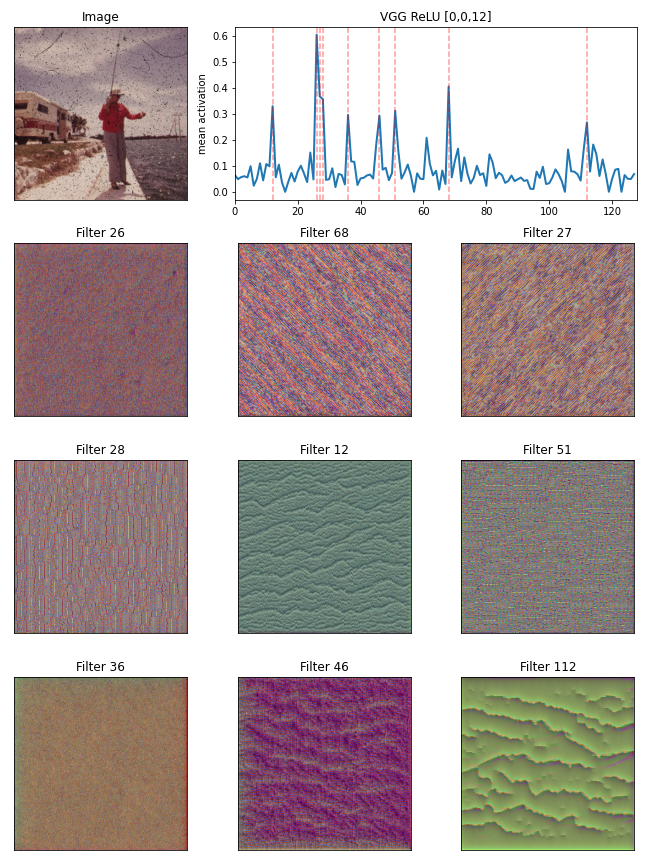 Image
VGG ReLU [0,0,12]
mean activation
0.6
0.5
0.4
0.3
0.2
0.1
0.0
0 20 40 60 80 100 120
Filter 26 Filter 68 Filter 27
Filter 28 Filter 12 Filter 51
Filter 36 Filter 46 Filter 112